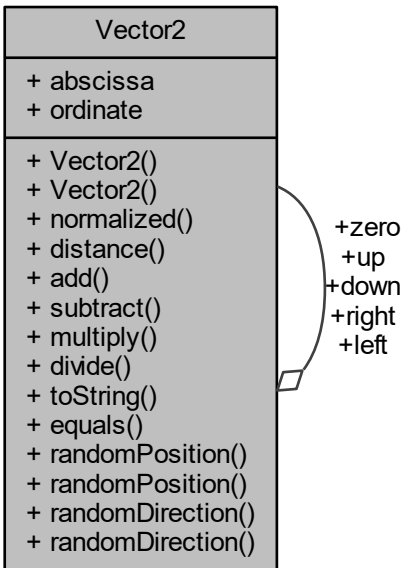 Vector2
+ abscissa
+ ordinate
+ Vector2()
+ Vector2()
+ normalized()
+ distance()
+ add()
+ subtract()
+ multiply()
+ divide()
+ toString()
+ equals()
+ randomPosition()
+ randomPosition()
+ randomDirection()
+ randomDirection()
+zero
+up
+down
+right
+left